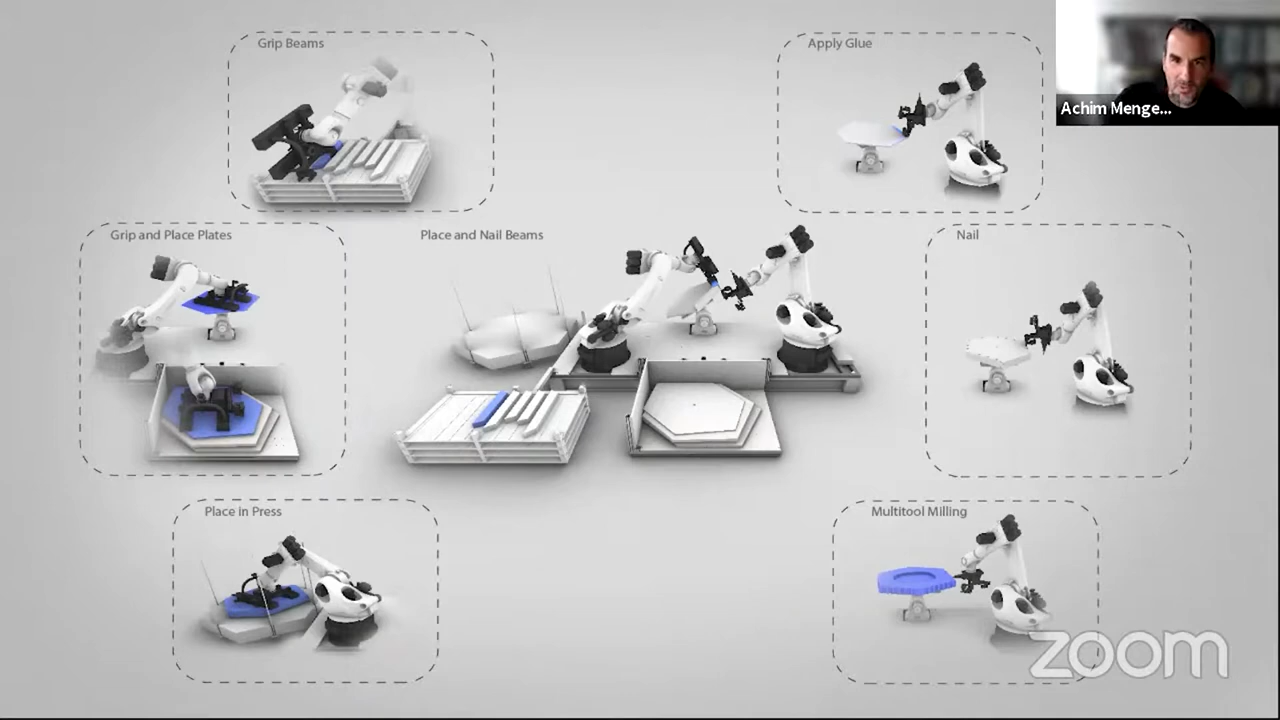 Grip Beams
Apply Glue
Achim Menge...
Grip and Place Plates
Place and Nail Beams
Nail
Place in Press
Multitool Milling
zoom